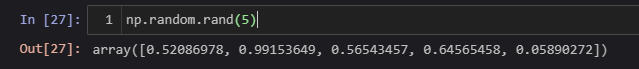 In [27]: 1 np.random.rand(5)
Out[27]: array([0.52086978, 0.99153649, 0.56543457, 0.64565458, 0.05890272])